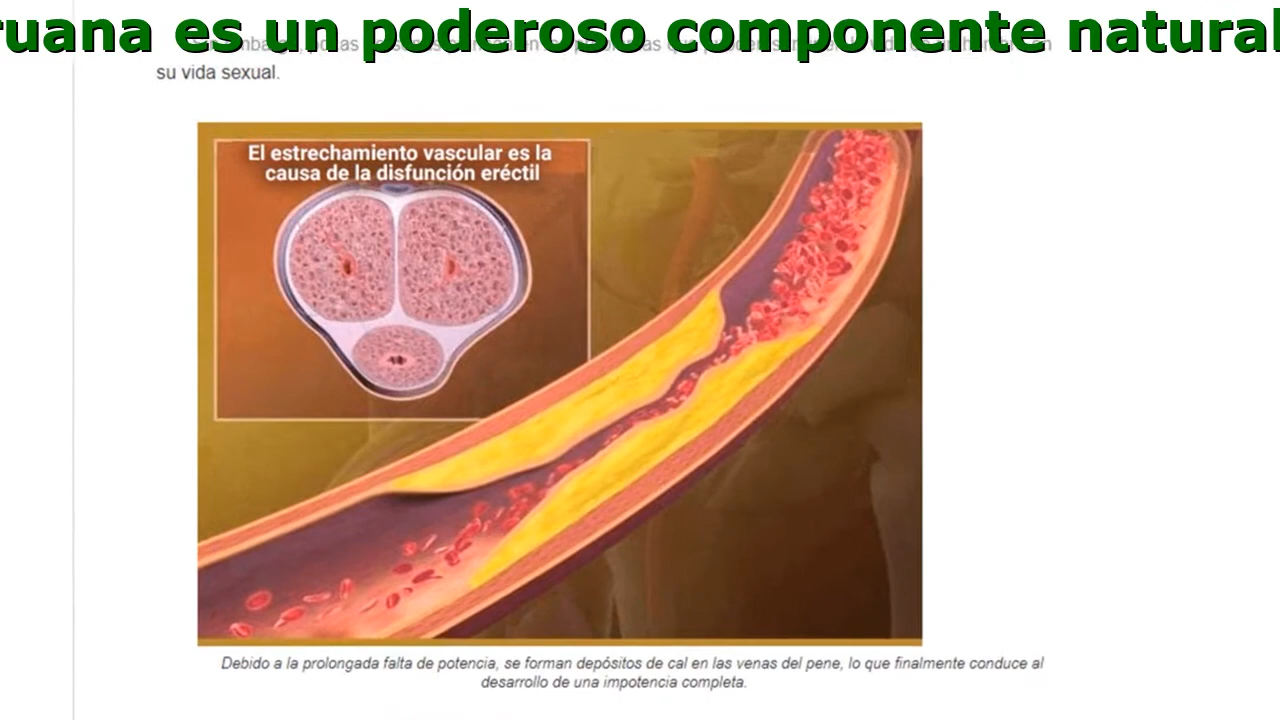 ruana es un poderoso componente natural
su vida sexual.
El estrechamiento vascular es la
causa de la disfunción eréctil
Debido a la prolongada falta de potencia, se forman depósitos de cal en las venas del pene, lo que finalmente conduce al
desarrollo de una impotencia completa.